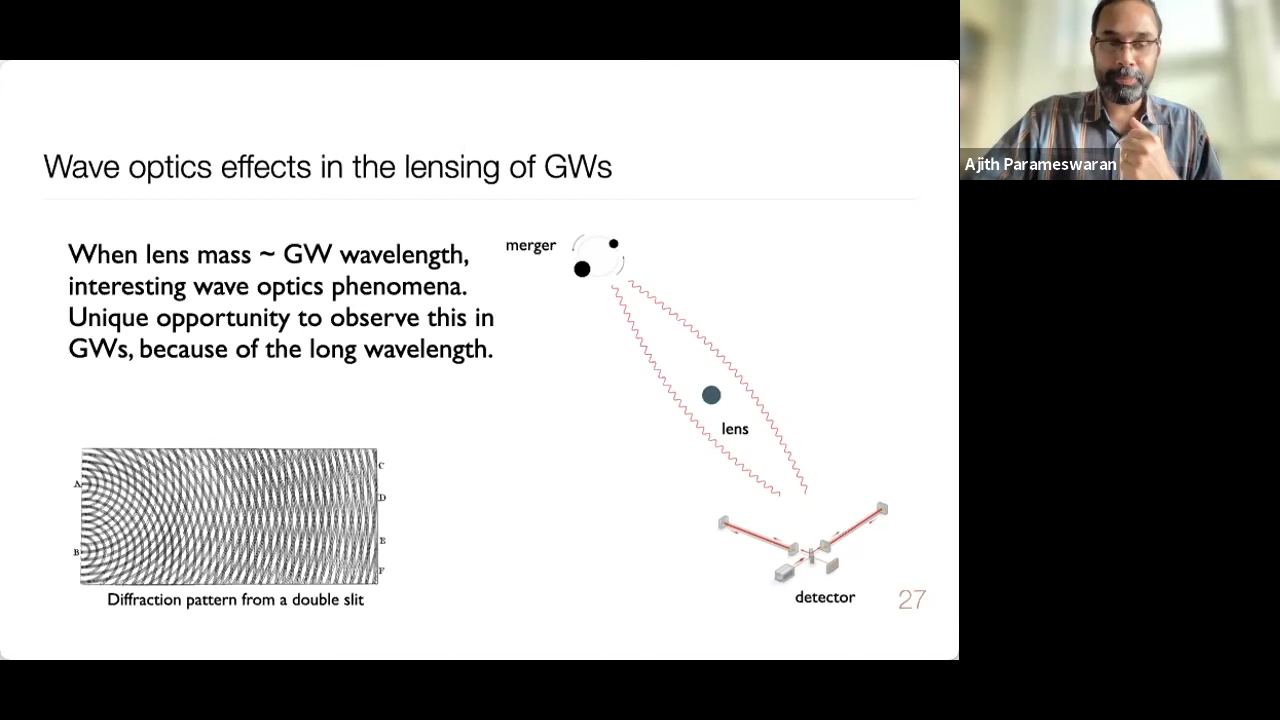 Wave optics effects in the lensing of GWs
When lens mass ~ GW wavelength,
interesting wave optics phenomena.
Unique opportunity to observe this in
GWs, because of the long wavelength.
merger
lens
A
B
C
D
E
F
Diffraction pattern from a double slit
detector
27
Ajith Parameswaran